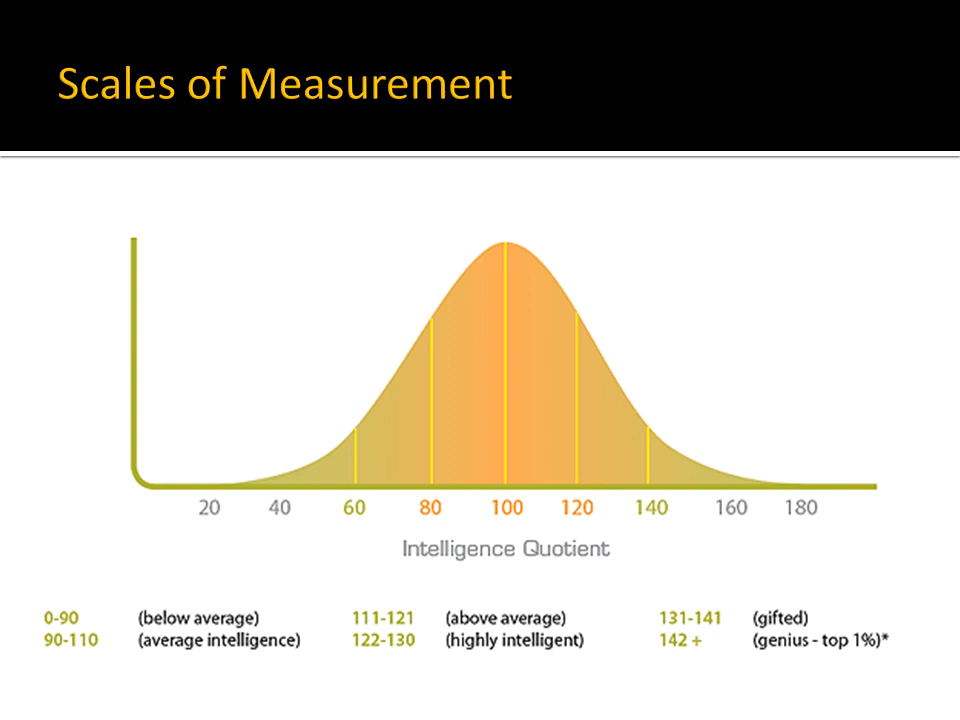 Scales of Measurement
20 40 60 80 100 120 140 160 180
Intelligence Quotient
0-90 (below average) 111-121 (above average) 131-141 (gifted)
90-110 (average intelligence) 122-130 (highly intelligent) 142 + (genius - top 1%)*